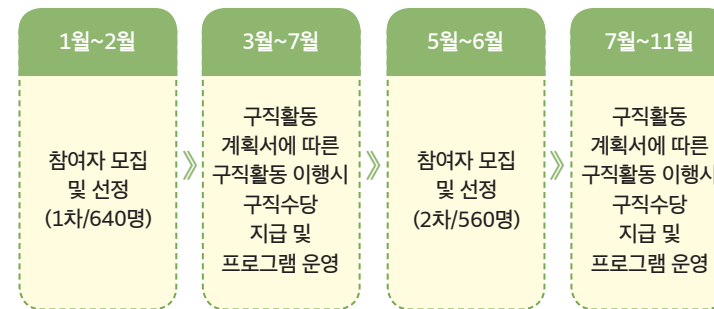 1월~2월
참여자 모집
및 선정
(1차/640명)
3월~7월
구직활동
계획서에 따른
구직활동 이행시
구직수당
지급 및
프로그램 운영
5월~6월
참여자 모집
및 선정
(2차/560명)
7월~11월
구직활동
계획서에 따른
구직활동 이행시
구직수당
지급 및
프로그램 운영